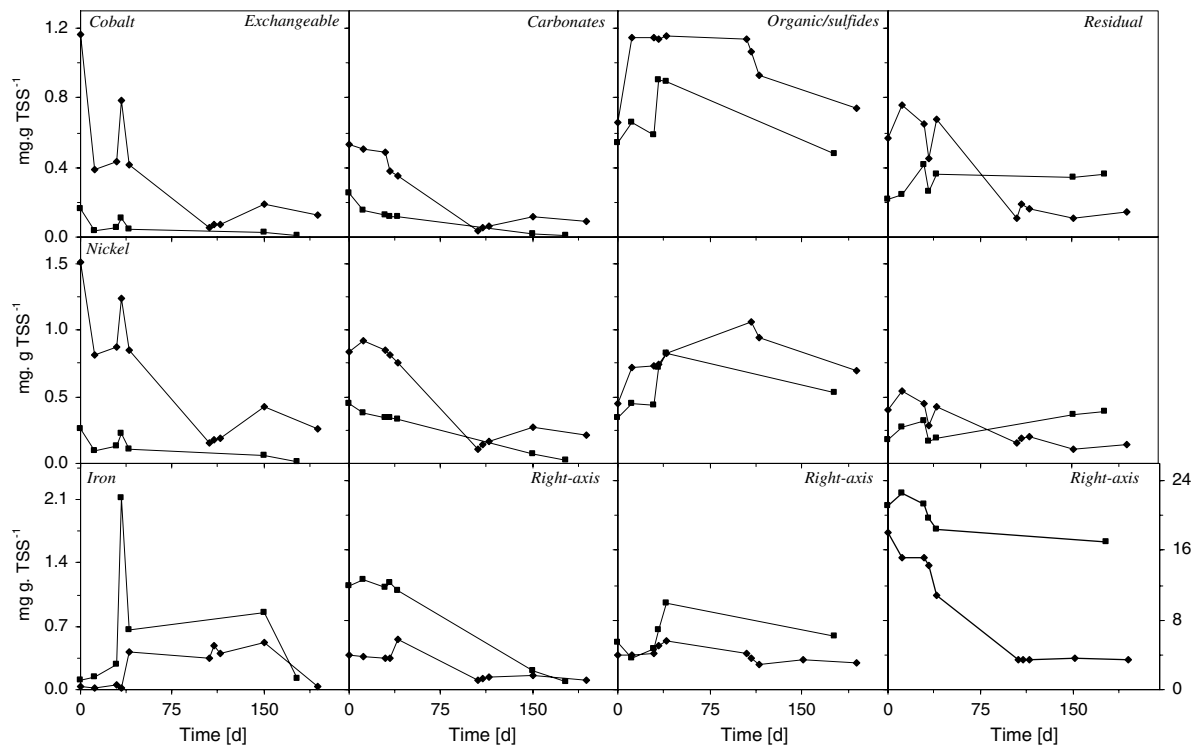 Cobalt Exchangeable Carbonates Organic/sulfides Residual
1.2
0.8
0.4
0.0
mg.g TSS⁻¹
Nickel
1.5
1.0
0.5
0.0
mg. g TSS⁻¹
Iron Right-axis Right-axis Right-axis
2.1
1.4
0.7
0.0
mg g. TSS⁻¹
24
16
8
0
0 75 150 0 75 150 0 75 150 0 75 150
Time [d] Time [d] Time [d] Time [d]